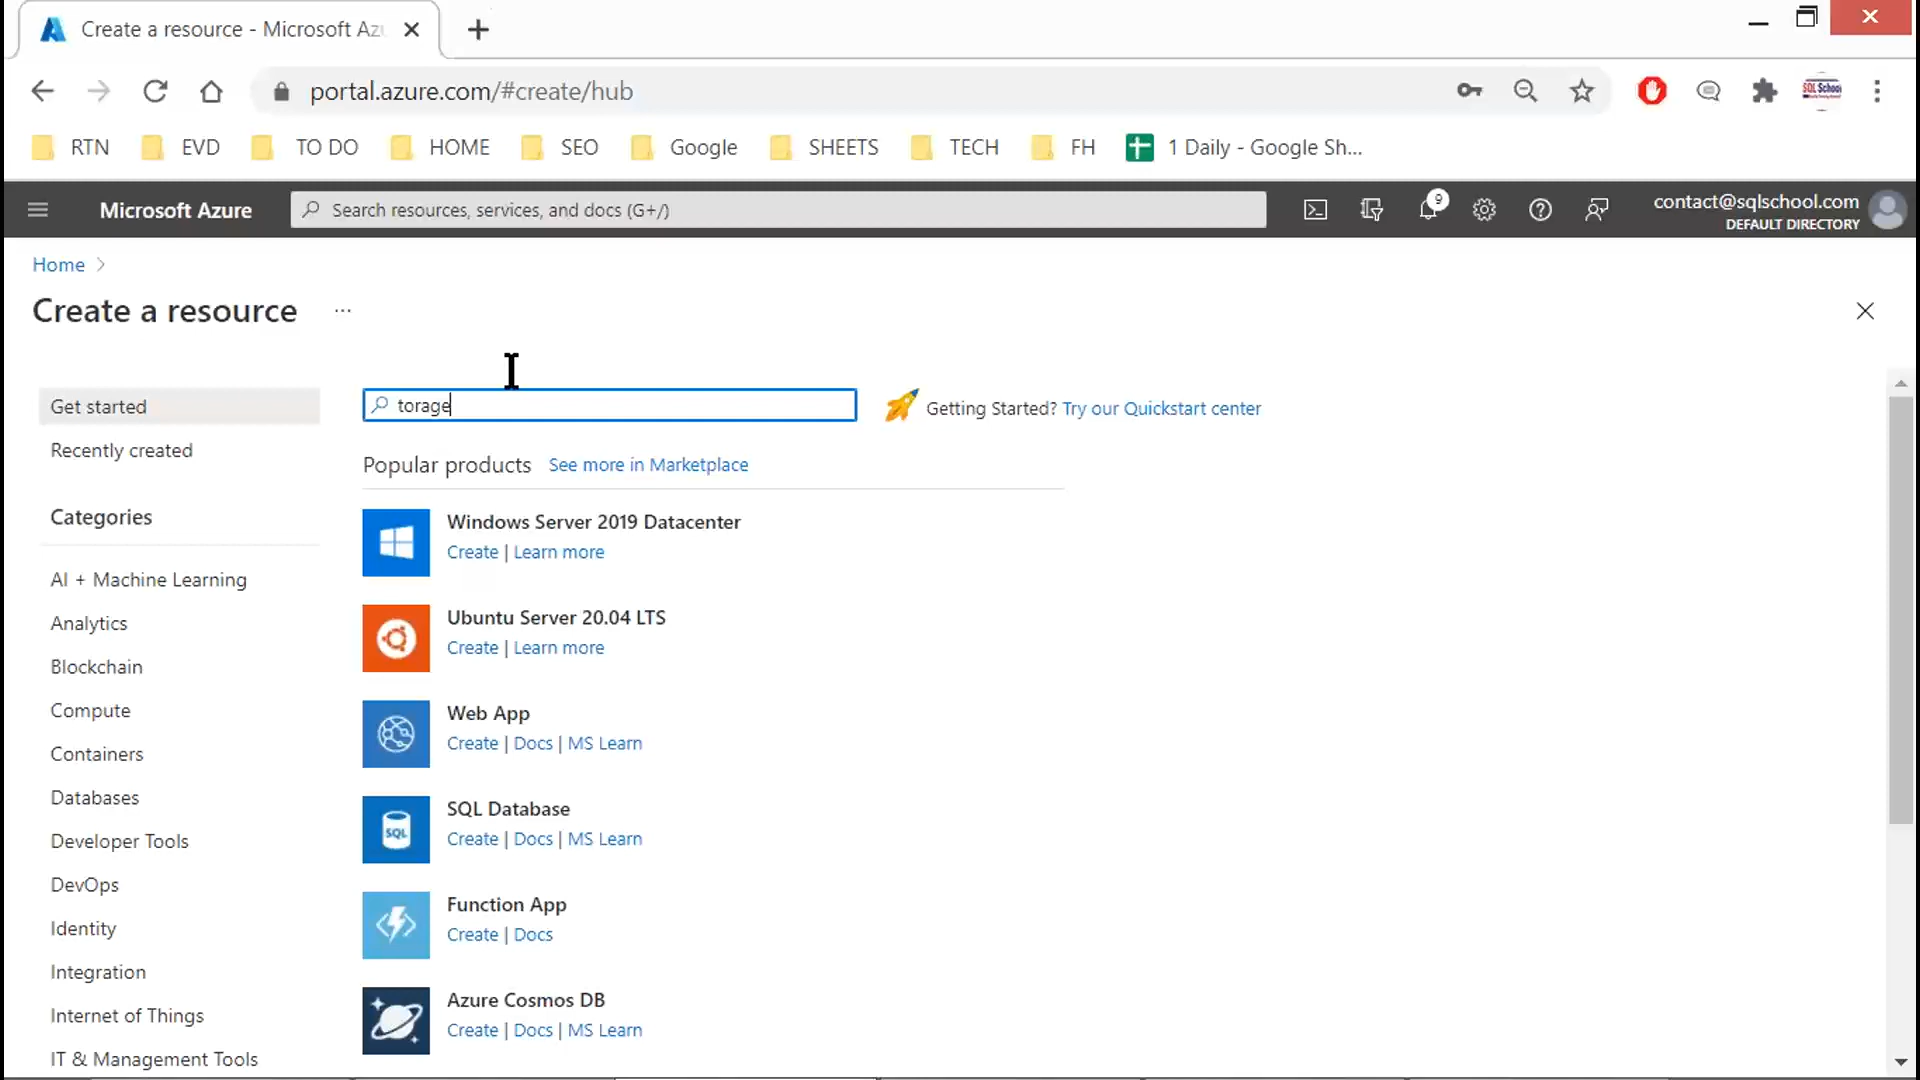 Create a resource - Microsoft Azu
portal.azure.com/#create/hub
SQL School
RTN EVD TO DO HOME SEO Google SHEETS TECH FH 1 Daily - Google Sh...
Microsoft Azure
Search resources, services, and docs (G+/)
9
contact@sqlschool.com
DEFAULT DIRECTORY
Home
Create a resource ...
Get started
Recently created
Categories
AI + Machine Learning
Analytics
Blockchain
Compute
Containers
Databases
Developer Tools
DevOps
Identity
Integration
Internet of Things
IT & Management Tools
torage
Getting Started? Try our Quickstart center
Popular products See more in Marketplace
Windows Server 2019 Datacenter
Create | Learn more
Ubuntu Server 20.04 LTS
Create | Learn more
Web App
Create | Docs | MS Learn
SQL
SQL Database
Create | Docs | MS Learn
Function App
Create | Docs
Azure Cosmos DB
Create | Docs | MS Learn